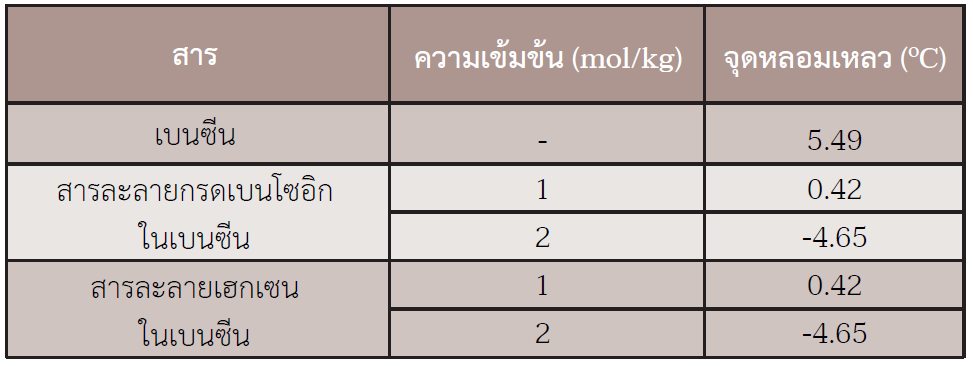 สาร ความเข้มข้น (mol/kg) จุดหลอมเหลว (°C)
เบนซีน - 5.49
สารละลายกรดเบนโซอิก 1 0.42
ในเบนซีน 2 -4.65
สารละลายเฮกเซน 1 0.42
ในเบนซีน 2 -4.65